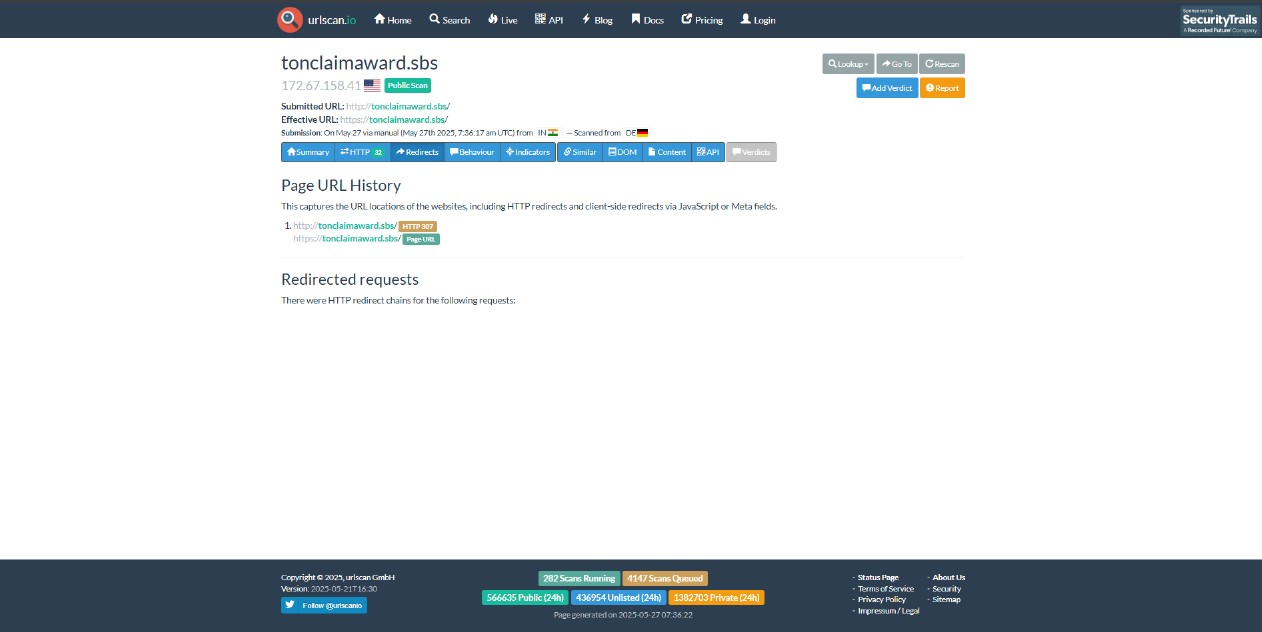 urlscan.io Home Search Live API Blog Docs Pricing Login
Sponsored by
SecurityTrails
A Recorded Future Company
tonclaimaward.sbs
Lookup Go To Rescan
172.67.158.41 Public Scan
Add Verdict Report
Submitted URL: http://tonclaimaward.sbs/
Effective URL: https://tonclaimaward.sbs/
Submission: On May 27 via manual (May 27th 2025, 7:36:17 am UTC) from IN — Scanned from DE
Summary HTTP 32 Redirects Behaviour Indicators Similar DOM Content API Verdicts
Page URL History
This captures the URL locations of the websites, including HTTP redirects and client-side redirects via JavaScript or Meta fields.
1. http://tonclaimaward.sbs/ HTTP 307
https://tonclaimaward.sbs/ Page URL
Redirected requests
There were HTTP redirect chains for the following requests:
Copyright © 2025, urlscan GmbH
Version: 2025-05-21T16:30
Follow @urlscanio
282 Scans Running 4147 Scans Queued
566635 Public (24h) 436954 Unlisted (24h) 1382703 Private (24h)
Page generated on 2025-05-27 07:36:22
- Status Page
- Terms of Service
- Privacy Policy
- Impressum / Legal
- About Us
- Security
- Sitemap